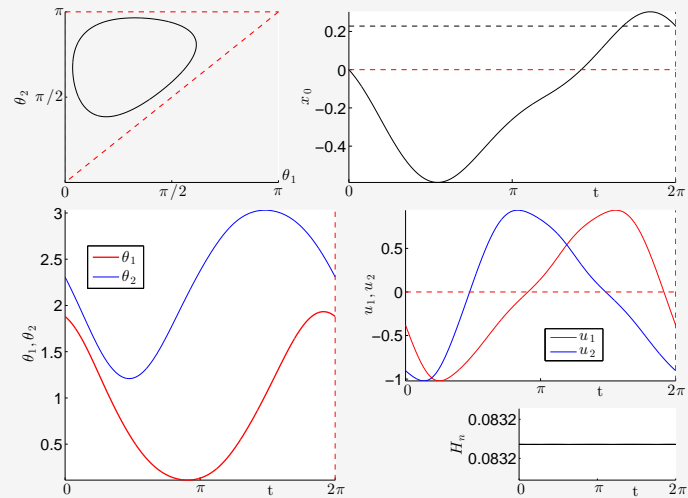 π
θ₂
π/2
0
π/2
π
θ₁
0.2
0
-0.2
-0.4
x₀
0
π
t
2π
3
2.5
2
1.5
1
0.5
θ₁, θ₂
θ₁
θ₂
0
π
t
2π
0.5
0
-0.5
-1
u₁, u₂
u₁
u₂
0
π
t
2π
0.0832
0.0832
Hₙ
0
π
t
2π